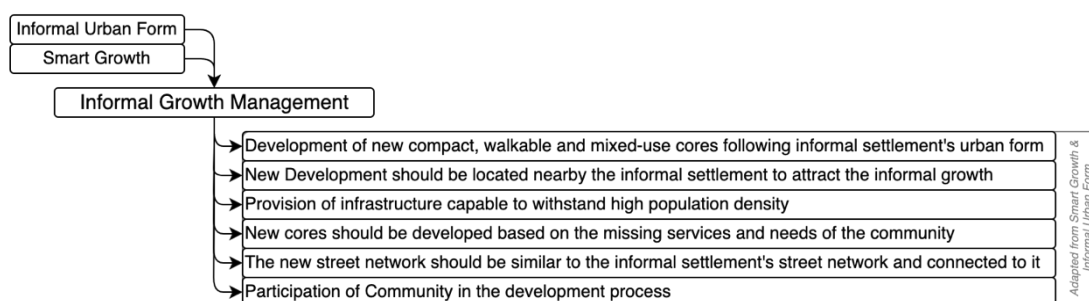 Informal Urban Form
Smart Growth
Informal Growth Management
Development of new compact, walkable and mixed-use cores following informal settlement's urban form
New Development should be located nearby the informal settlement to attract the informal growth
Provision of infrastructure capable to withstand high population density
New cores should be developed based on the missing services and needs of the community
The new street network should be similar to the informal settlement's street network and connected to it
Participation of Community in the development process
Adapted from Smart Growth &
Informal Urban Form